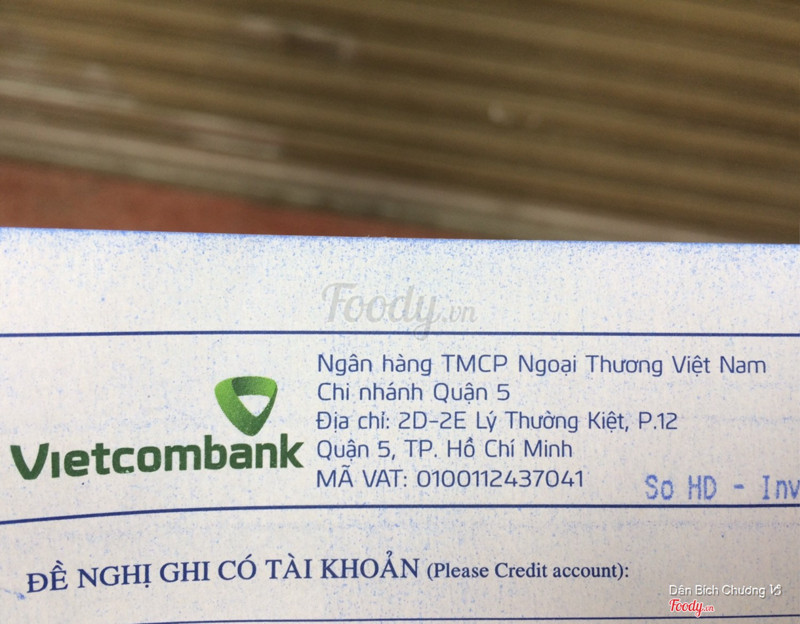 Foody.vn
Ngân hàng TMCP Ngoại Thương Việt Nam
Chi nhánh Quận 5
Địa chỉ: 2D-2E Lý Thường Kiệt, P.12
Quận 5, TP. Hồ Chí Minh
MÃ VAT: 0100112437041
Vietcombank
So HD - Inv
ĐỀ NGHỊ GHI CÓ TÀI KHOẢN (Please Credit account):
Dân Bích Chương
Foody.vn